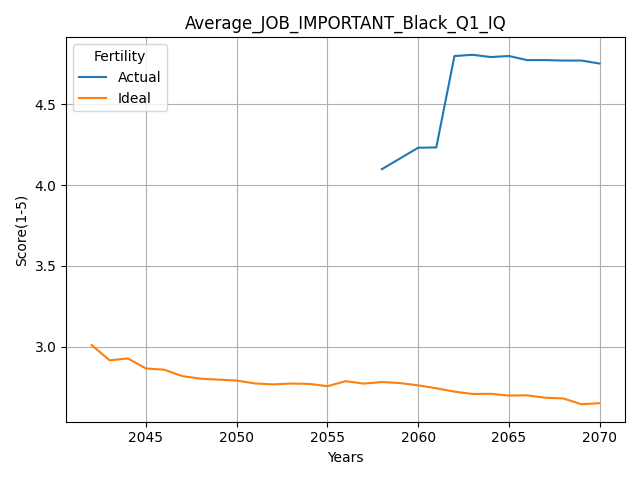 Average_JOB_IMPORTANT_Black_Q1_IQ
Fertility
Actual
Ideal
Score(1-5)
4.5
4.0
3.5
3.0
2045 2050 2055 2060 2065 2070
Years